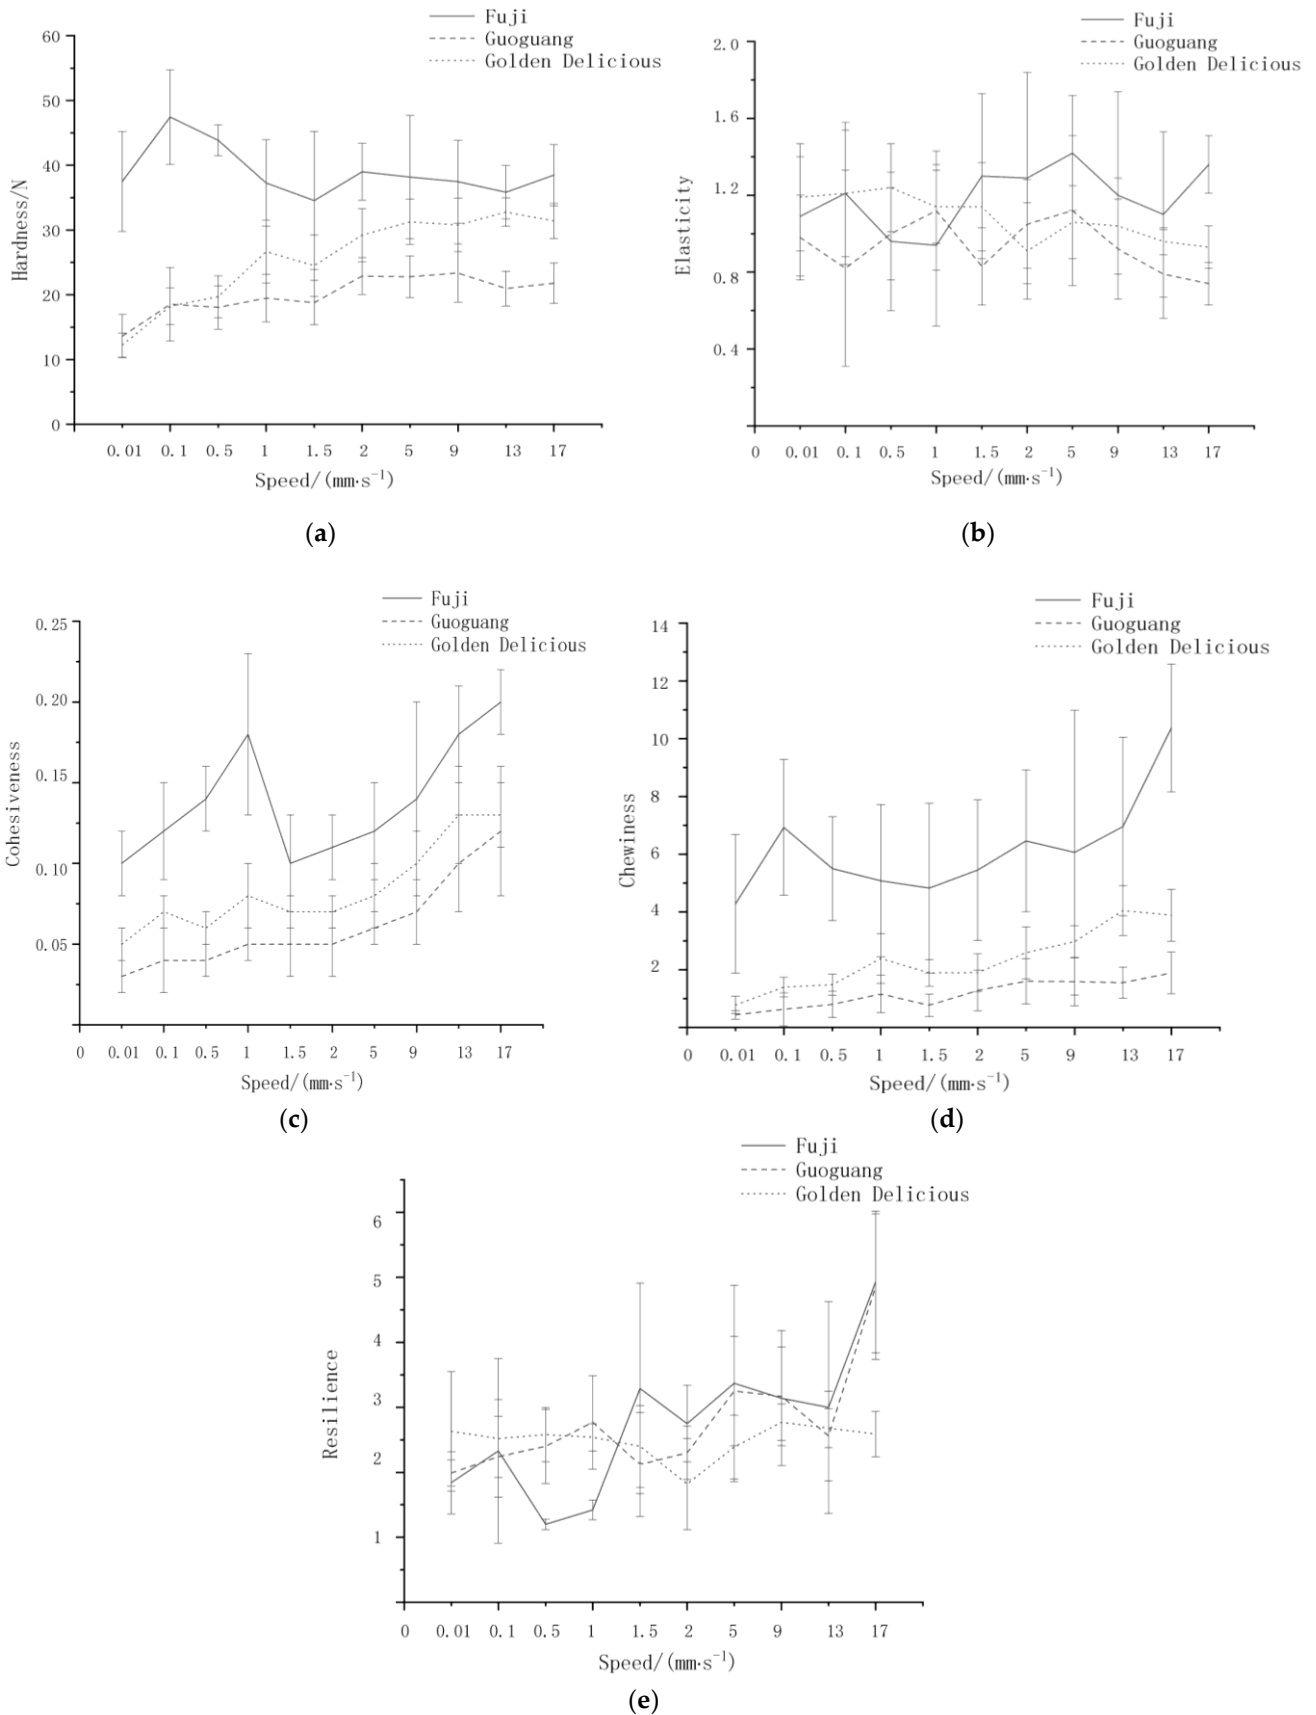 Fuji
Guoguang
Golden Delicious
60
50
40
30
20
10
0
Hardness/N
0.01 0.1 0.5 1 1.5 2 5 9 13 17
Speed/(mm·s⁻¹)
(a)
Fuji
Guoguang
Golden Delicious
2.0
1.6
1.2
0.8
0.4
Elasticity
0 0.01 0.1 0.5 1 1.5 2 5 9 13 17
Speed/(mm·s⁻¹)
(b)
Fuji
Guoguang
Golden Delicious
0.25
0.20
0.15
0.10
0.05
Cohesiveness
0 0.01 0.1 0.5 1 1.5 2 5 9 13 17
Speed/(mm·s⁻¹)
(c)
Fuji
Guoguang
Golden Delicious
14
12
10
8
6
4
2
Chewiness
0 0.01 0.1 0.5 1 1.5 2 5 9 13 17
Speed/(mm·s⁻¹)
(d)
Fuji
Guoguang
Golden Delicious
6
5
4
3
2
1
Resilience
0 0.01 0.1 0.5 1 1.5 2 5 9 13 17
Speed/(mm·s⁻¹)
(e)